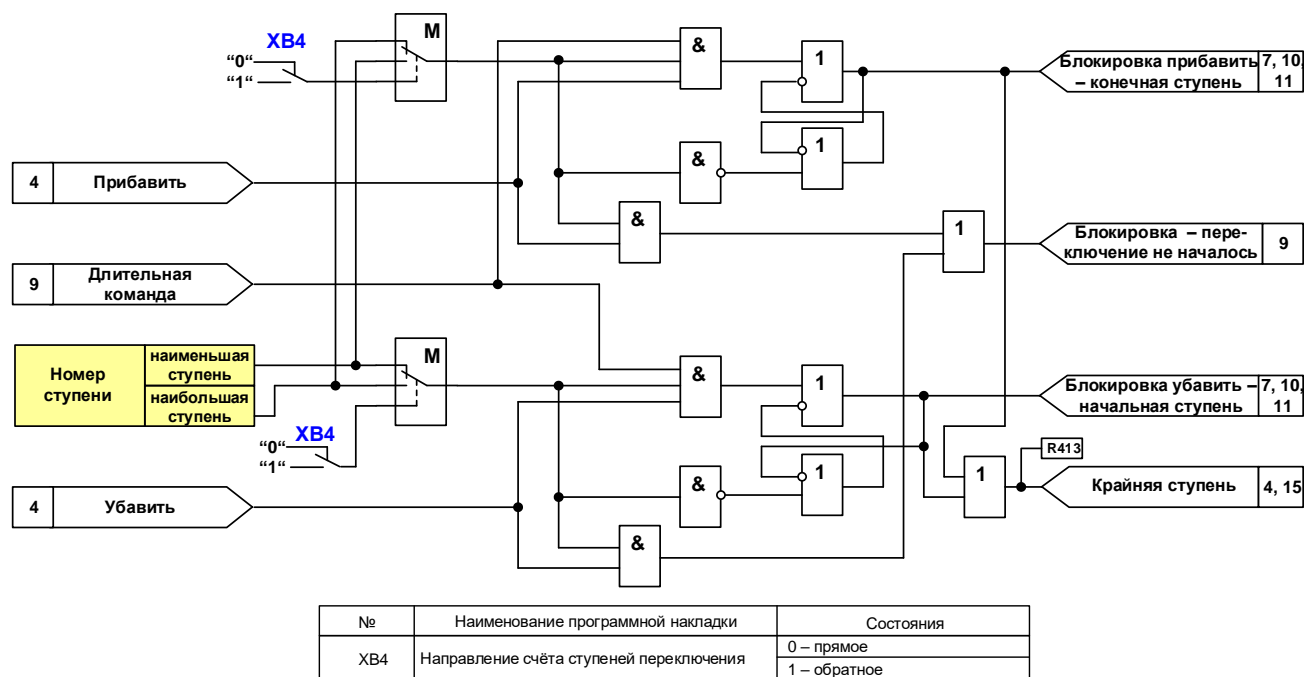 XB4
“0“
“1“
M
&
1
Блокировка прибавить – конечная ступень
7, 10, 11
&
1
4
Прибавить
&
1
Блокировка – пере-
ключение не началось
9
9
Длительная
команда
Номер
ступени
наименьшая
ступень
наибольшая
ступень
M
&
1
Блокировка убавить –
начальная ступень
7, 10,
11
XB4
“0“
“1“
R413
&
1
1
Крайняя ступень
4, 15
4
Убавить
&
№
Наименование программной накладки
Состояния
XB4
Направление счёта ступеней переключения
0 – прямое
1 – обратное